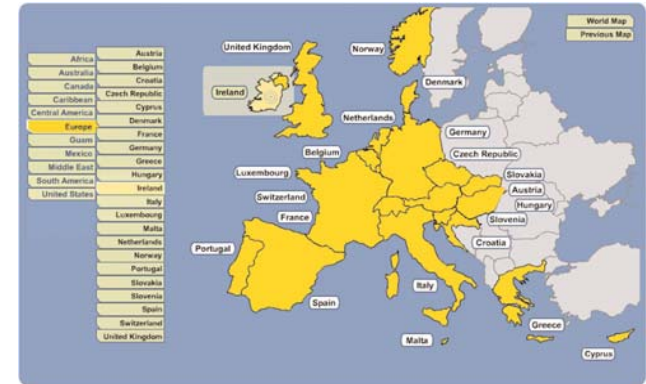 World Map
Previous Map
Africa
Australia
Canada
Caribbean
Central America
Europe
Guam
Mexico
Middle East
South America
United States
Austria
Belgium
Croatia
Czech Republic
Cyprus
Denmark
France
Germany
Greece
Hungary
Ireland
Italy
Luxembourg
Malta
Netherlands
Norway
Portugal
Slovakia
Slovenia
Spain
Switzerland
United Kingdom
United Kingdom
Norway
Ireland
Denmark
Netherlands
Germany
Belgium
Czech Republic
Luxembourg
Slovakia
Austria
Switzerland
Hungary
France
Slovenia
Croatia
Portugal
Italy
Spain
Greece
Malta
Cyprus